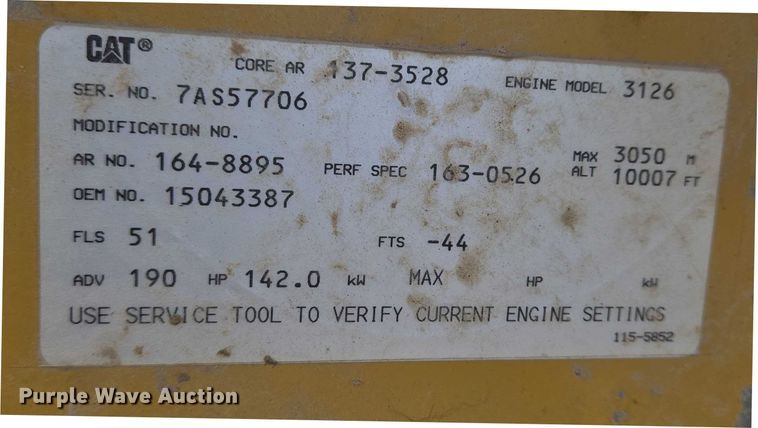 CAT® CORE AR 137-3528 ENGINE MODEL 3126
SER. NO. 7AS57706
MODIFICATION NO.
AR NO. 164-8895 PERF SPEC 163-0526 MAX ALT 3050 M 10007 FT
OEM NO. 15043387
FLS 51 FTS -44
ADV 190 HP 142.0 kW MAX HP kW
USE SERVICE TOOL TO VERIFY CURRENT ENGINE SETTINGS
115-5852
Purple Wave Auction